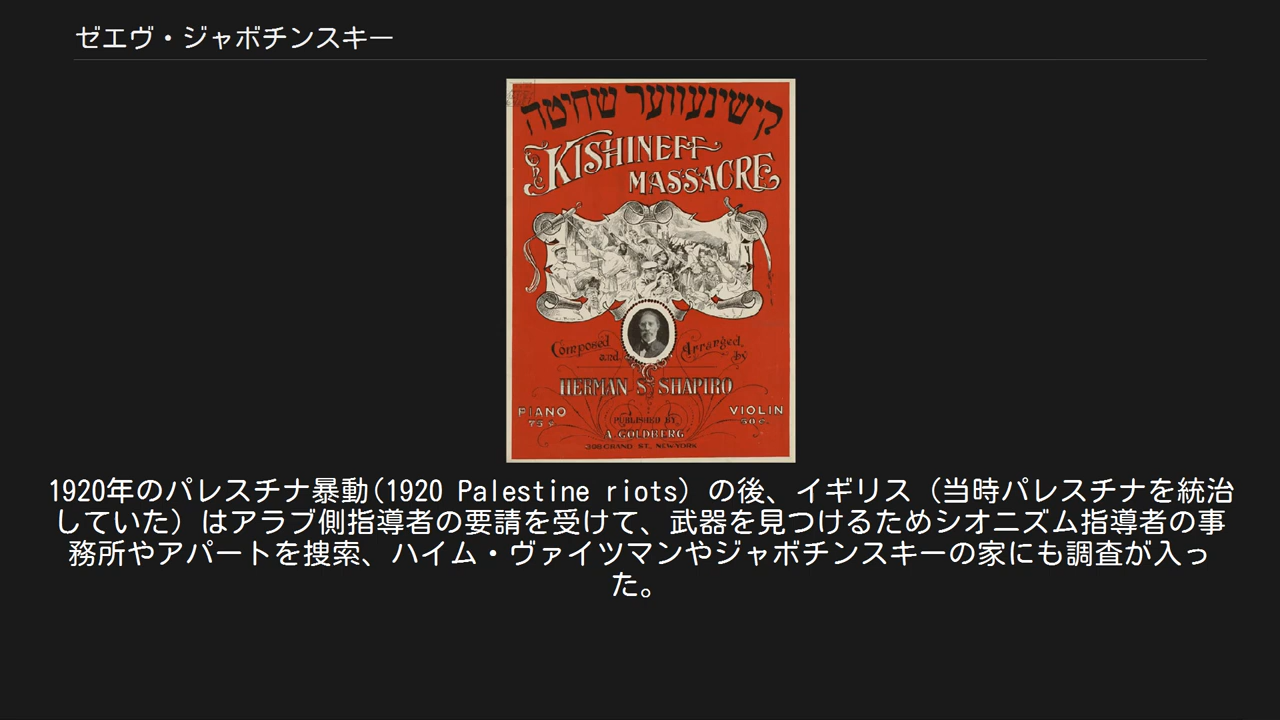 ゼエヴ・ジャボチンスキー
קישינעווער שחיטה
THE KISHINEFF
MASSACRE
Composed and Arranged by
HERMAN S. SHAPIRO
PIANO 75 ¢
VIOLIN 50 ¢
PUBLISHED BY
A. GOLDBERG
398 GRAND ST., NEW YORK
1920年のパレスチナ暴動(1920 Palestine riots) の後、イギリス（当時パレスチナを統治
していた）はアラブ側指導者の要請を受けて、武器を見つけるためシオニズム指導者の事
務所やアパートを捜索、ハイム・ヴァイツマンやジャボチンスキーの家にも調査が入っ
た。